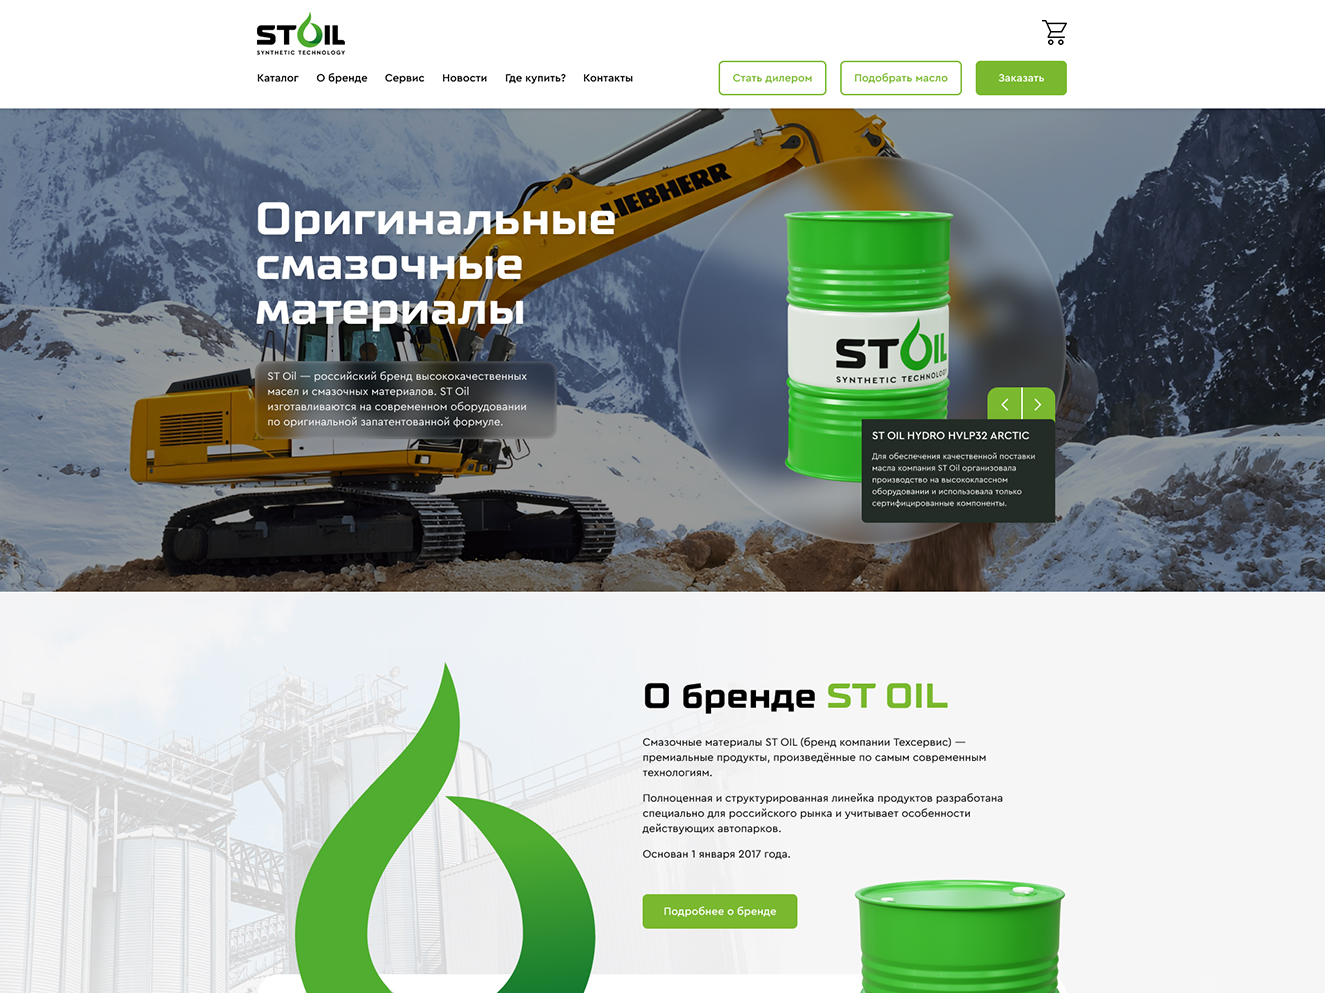 ST OIL
SYNTHETIC TECHNOLOGY
Каталог
О бренде
Сервис
Новости
Где купить?
Контакты
Стать дилером
Подобрать масло
Заказать
LIEBHERR
Оригинальные
смазочные
материалы
ST Oil — российский бренд высококачественных
масел и смазочных материалов. ST Oil
изготавливаются на современном оборудовании
по оригинальной запатентованной формуле.
ST OIL
SYNTHETIC TECHNOLOGY
ST OIL HYDRO HVLP32 ARCTIC
Для обеспечения качественной поставки
масла компания ST Oil организовала
производство на высококлассном
оборудовании и использовала только
сертифицированные компоненты.
О бренде ST OIL
Смазочные материалы ST OIL (бренд компании Техсервис) —
премиальные продукты, произведённые по самым современным
технологиям.
Полноценная и структурированная линейка продуктов разработана
специально для российского рынка и учитывает особенности
действующих автопарков.
Основан 1 января 2017 года.
Подробнее о бренде